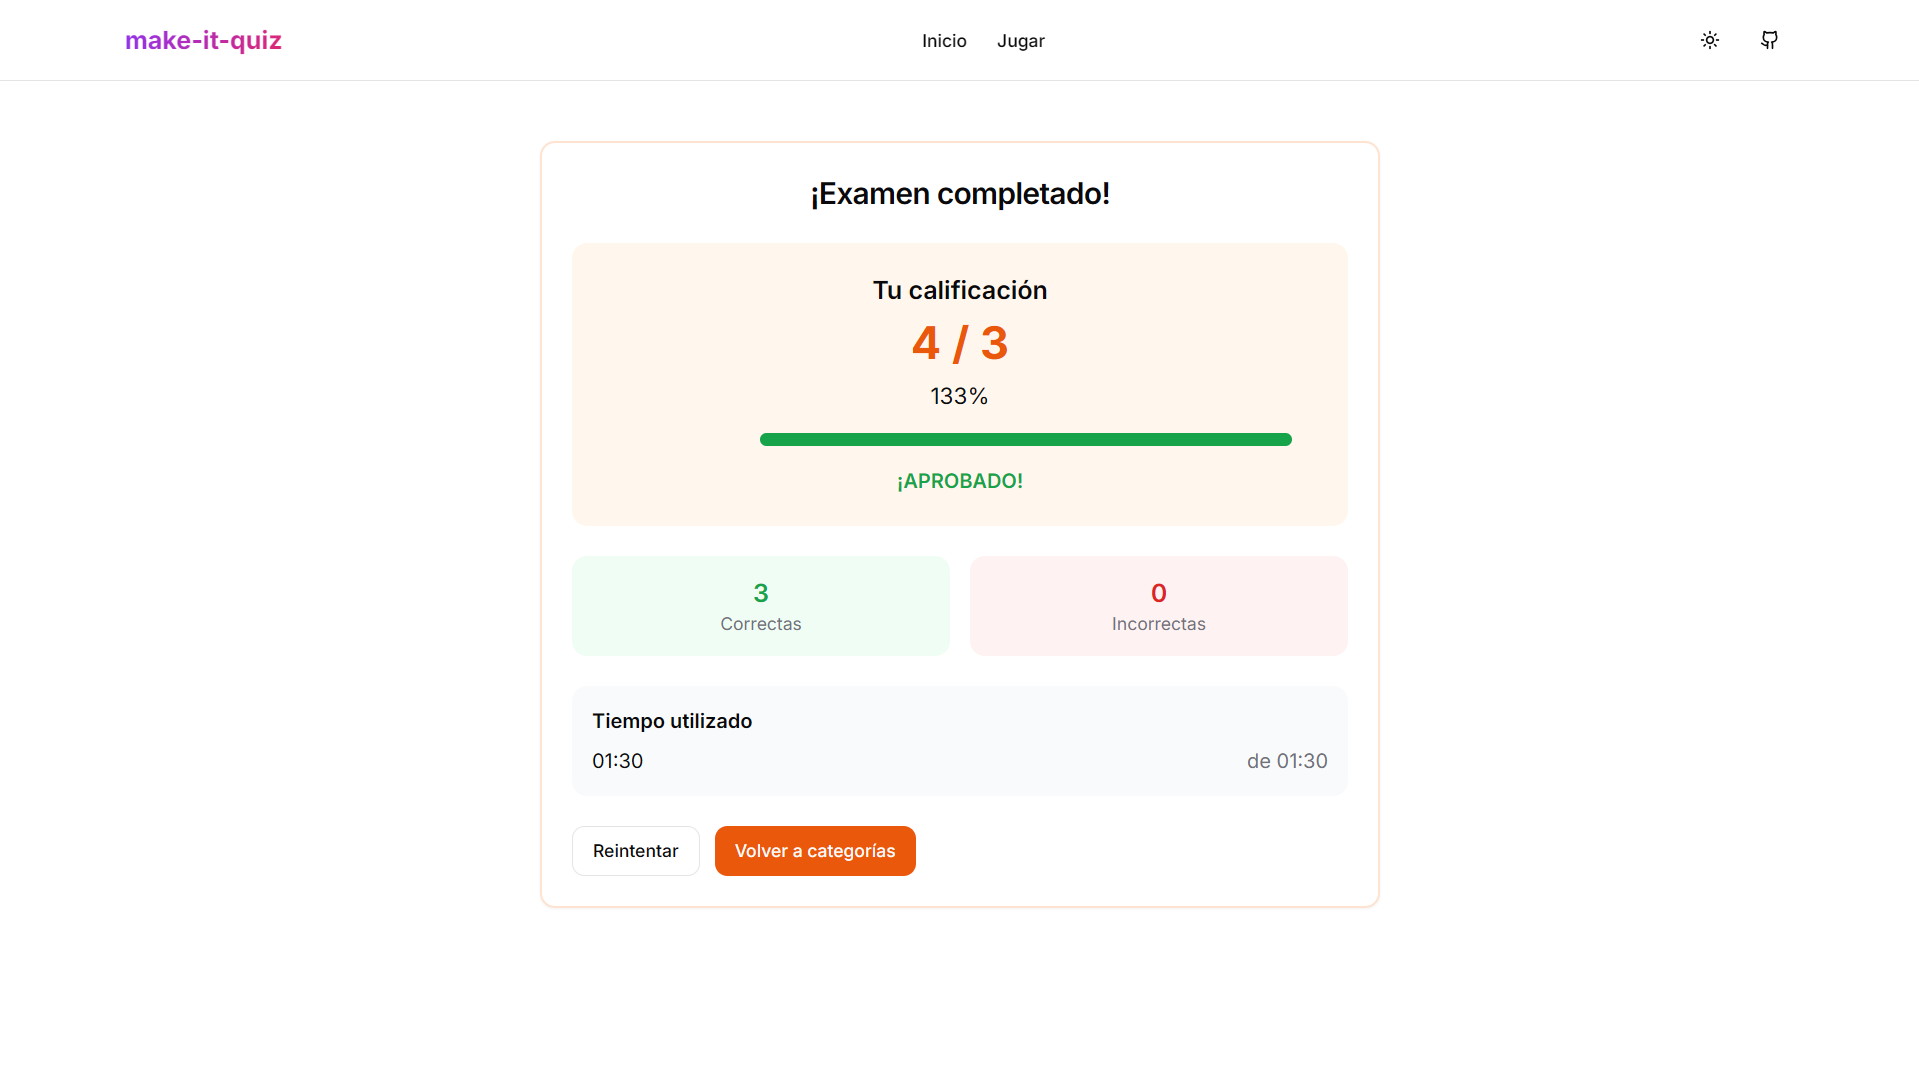 make-it-quiz
Inicio
Jugar
¡Examen completado!
Tu calificación
4 / 3
133%
¡APROBADO!
3
Correctas
0
Incorrectas
Tiempo utilizado
01:30
de 01:30
Reintentar
Volver a categorías